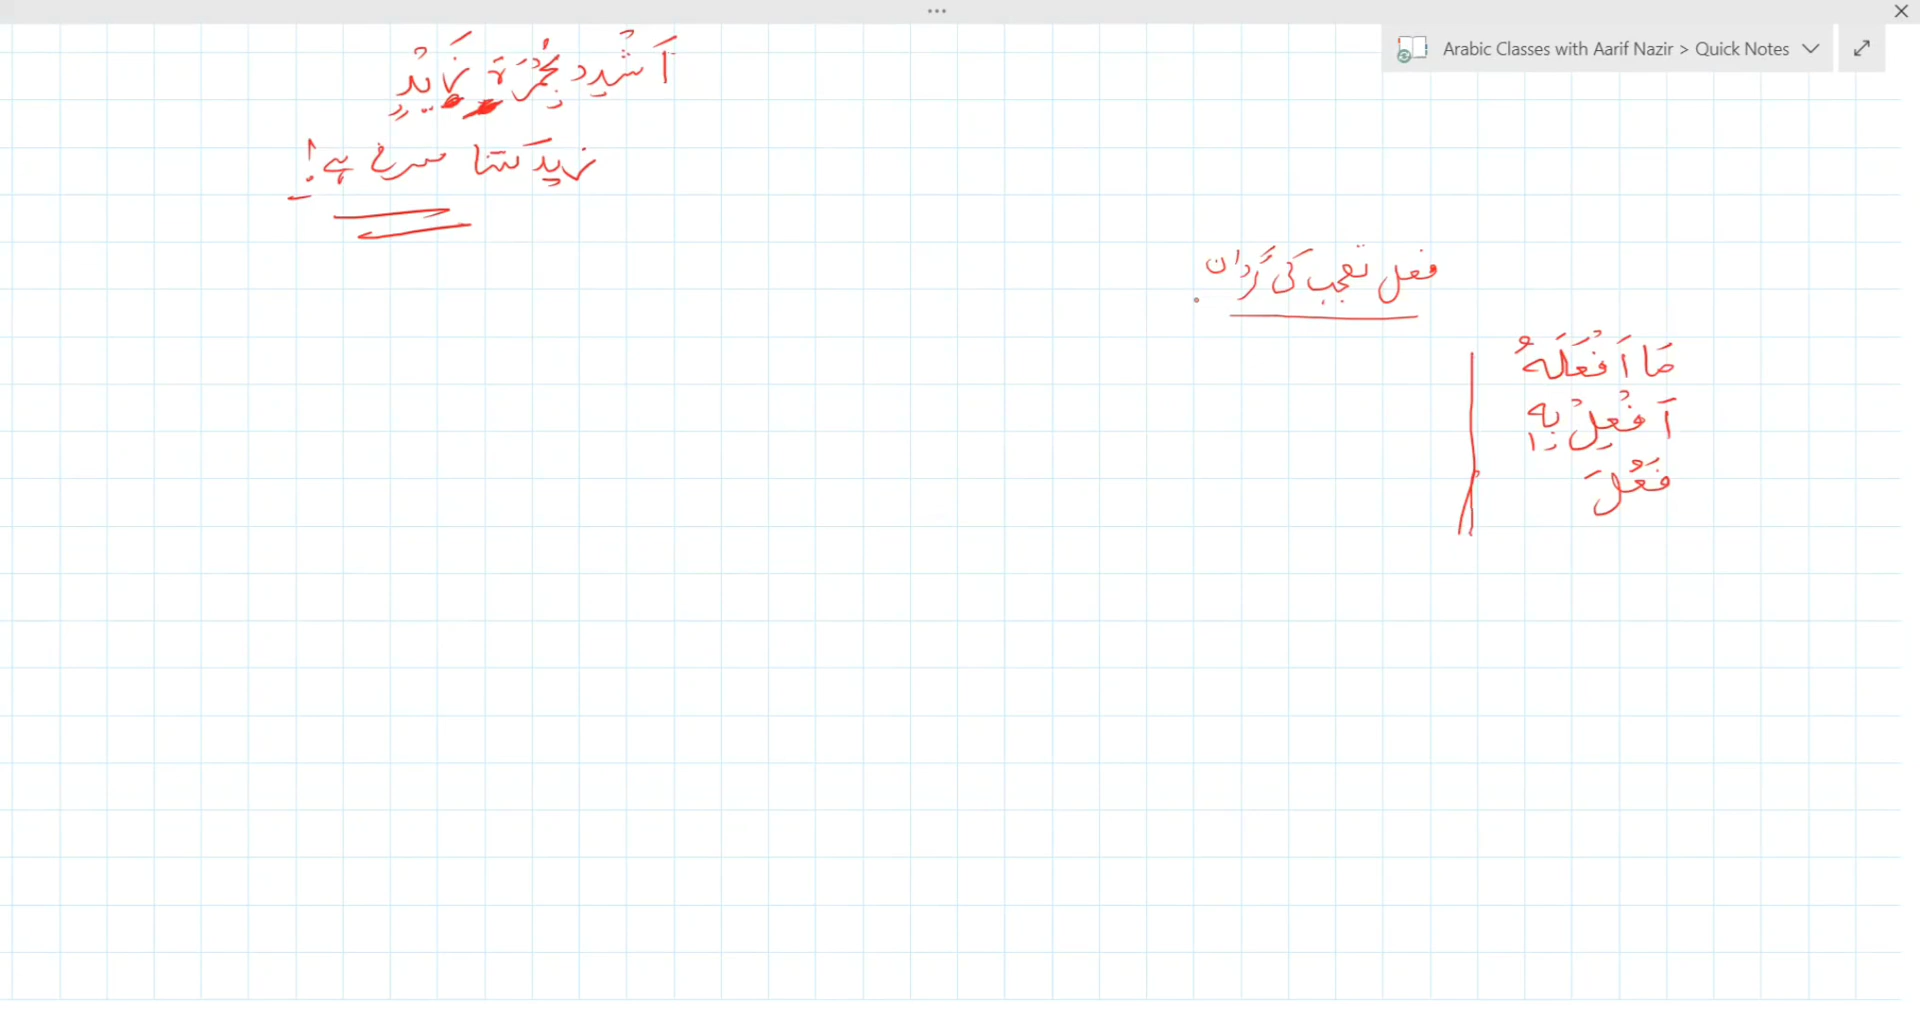 Arabic Classes with Aarif Nazir > Quick Notes
اَشْدِد بِحُمْرَةِ زَيْدٍ
زید کتنا سرخ ہے!
فعل تعجب کی گردان
مَا اَفْعَلَهٗ
اَفْعِلْ بِهٖ
فَعُلَ